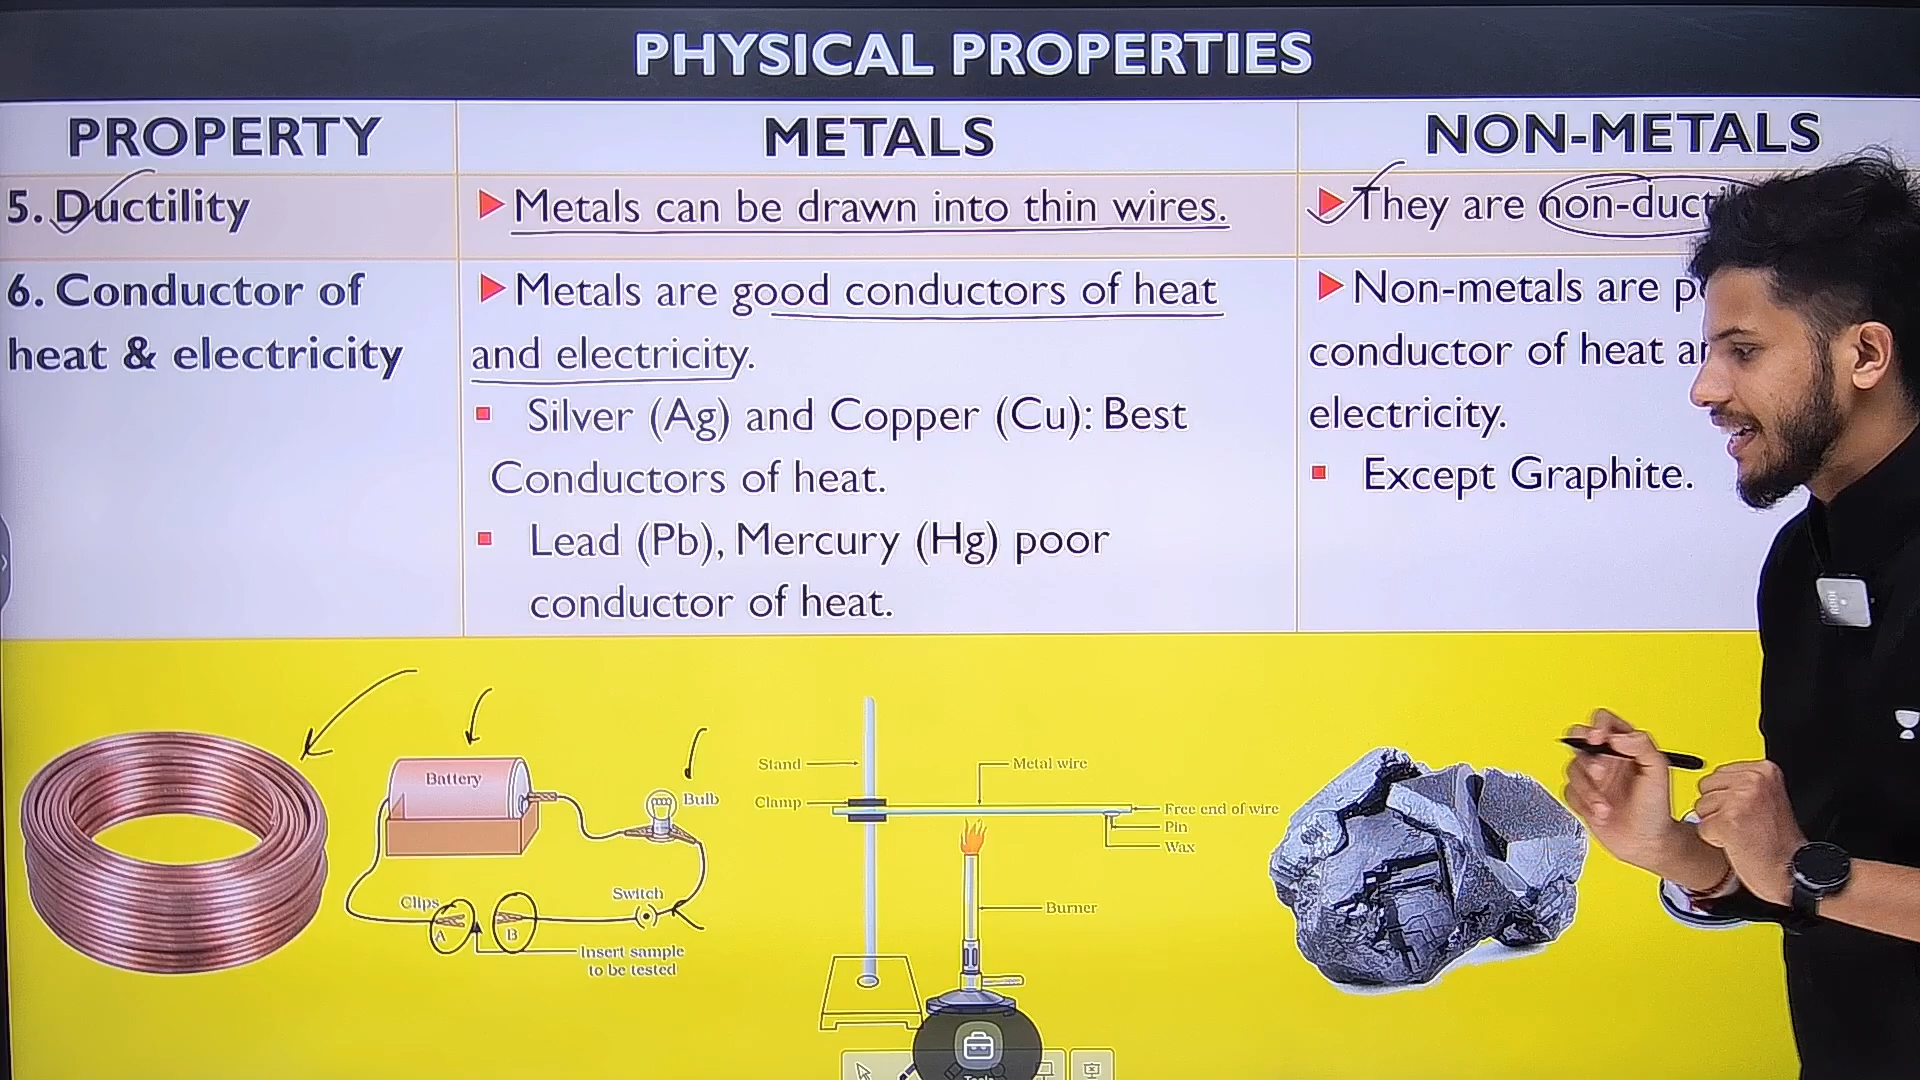 PHYSICAL PROPERTIES
PROPERTY
METALS
NON-METALS
5. Ductility
Metals can be drawn into thin wires.
They are
6. Conductor of
heat & electricity
Metals are good conductors of heat
and electricity.
Silver (Ag) and Copper (Cu): Best
Conductors of heat.
Lead (Pb), Mercury (Hg) poor
conductor of heat.
Non-metals are
conductor of heat
electricity.
Except Graphite.
Battery
Bulb
Clips
A
B
Switch
Insert sample
to be tested
Stand
Clamp
Metal wire
Free end of wire
Pin
Wax
Burner